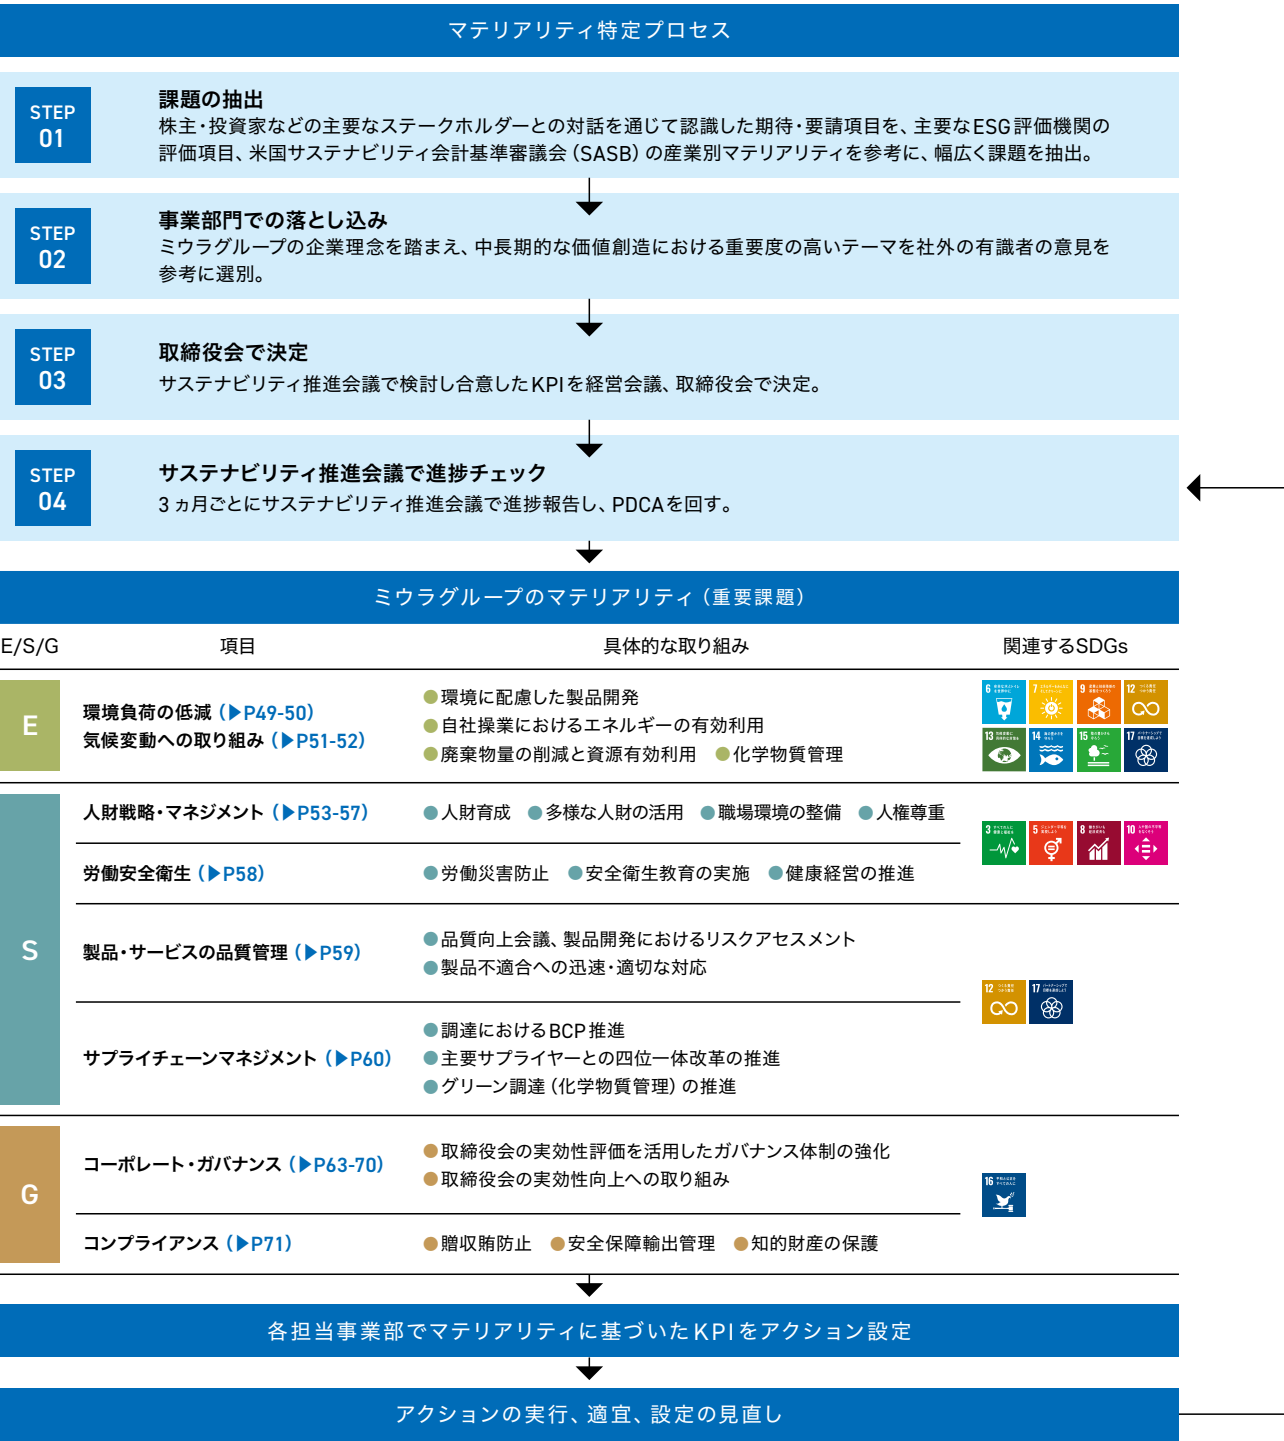 マテリアリティ特定プロセス
STEP
01
課題の抽出
株主・投資家などの主要なステークホルダーとの対話を通じて認識した期待・要請項目を、主要なESG評価機関の
評価項目、米国サステナビリティ会計基準審議会（SASB）の産業別マテリアリティを参考に、幅広く課題を抽出。
STEP
02
事業部門での落とし込み
ミウラグループの企業理念を踏まえ、中長期的な価値創造における重要度の高いテーマを社外の有識者の意見を
参考に選別。
STEP
03
取締役会で決定
サステナビリティ推進会議で検討し合意したKPIを経営会議、取締役会で決定。
STEP
04
サステナビリティ推進会議で進捗チェック
3ヵ月ごとにサステナビリティ推進会議で進捗報告し、PDCAを回す。
ミウラグループのマテリアリティ（重要課題）
E/S/G 項目 具体的な取り組み 関連するSDGs
E
環境負荷の低減（▶P49-50）
気候変動への取り組み（▶P51-52）
●環境に配慮した製品開発
●自社操業におけるエネルギーの有効利用
●廃棄物量の削減と資源有効利用 ●化学物質管理
6 7 9 12
13 14 15 17
S
人財戦略・マネジメント（▶P53-57）
●人財育成 ●多様な人財の活用 ●職場環境の整備 ●人権尊重
3 5 8 10
労働安全衛生（▶P58）
●労働災害防止 ●安全衛生教育の実施 ●健康経営の推進
製品・サービスの品質管理（▶P59）
●品質向上会議、製品開発におけるリスクアセスメント
●製品不適合への迅速・適切な対応
12 17
サプライチェーンマネジメント（▶P60）
●調達におけるBCP推進
●主要サプライヤーとの四位一体改革の推進
●グリーン調達（化学物質管理）の推進
G
コーポレート・ガバナンス（▶P63-70）
●取締役会の実効性評価を活用したガバナンス体制の強化
●取締役会の実効性向上への取り組み
16
コンプライアンス（▶P71）
●贈収賄防止 ●安全保障輸出管理 ●知的財産の保護
各担当事業部でマテリアリティに基づいたKPIをアクション設定
アクションの実行、適宜、設定の見直し